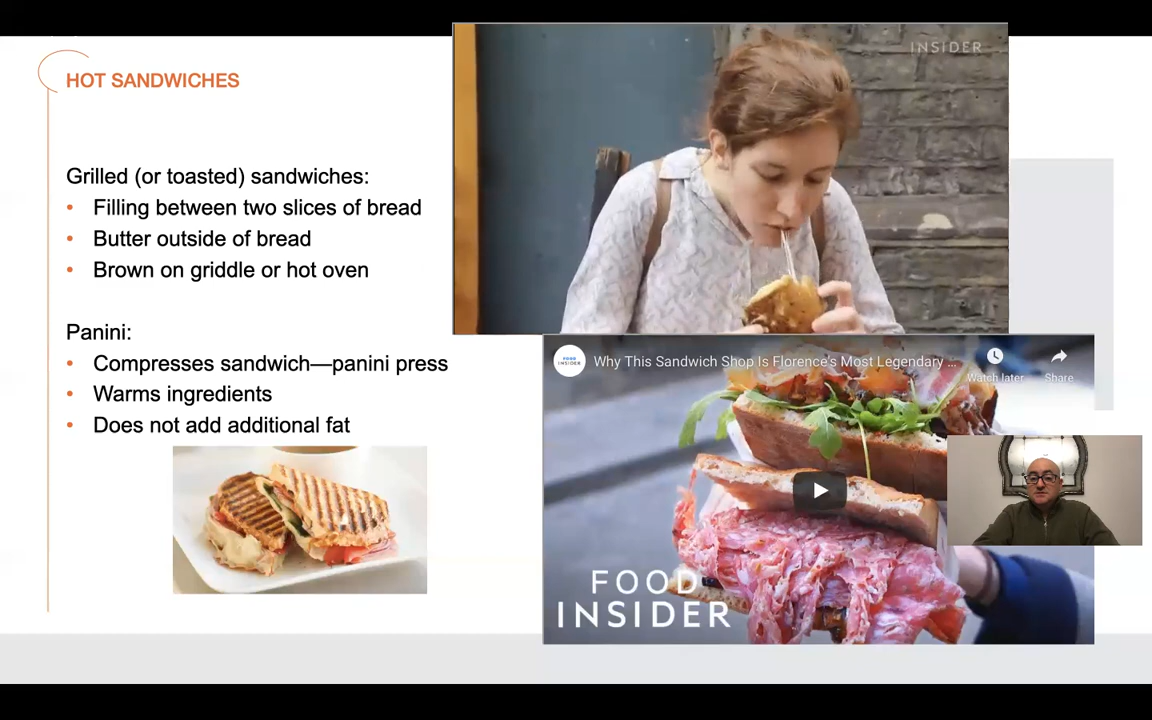 HOT SANDWICHES
Grilled (or toasted) sandwiches:
• Filling between two slices of bread
• Butter outside of bread
• Brown on griddle or hot oven
Panini:
• Compresses sandwich—panini press
• Warms ingredients
• Does not add additional fat
INSIDER
FOOD INSIDER
Why This Sandwich Shop Is Florence's Most Legendary ...
Watch later
Share
FOOD
INSIDER